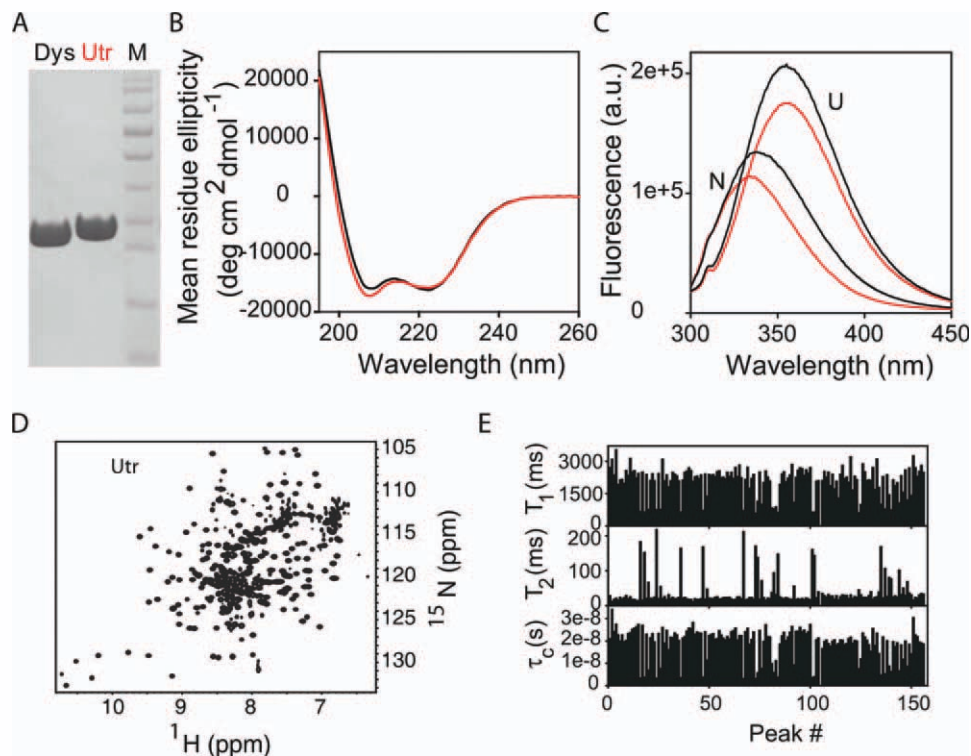 A
Dys Utr M
B
Mean residue ellipticity
(deg cm 2 dmol -1)
20000
10000
0
-10000
-20000
200 220 240 260
Wavelength (nm)
C
Fluorescence (a.u.)
2e+5
1e+5
0
U
N
300 350 400 450
Wavelength (nm)
D
Utr
105
110
115
120
125
130
15 N (ppm)
10 9 8 7
1 H (ppm)
E
T1 (ms)
3000
1500
0
T2 (ms)
200
100
0
τc (s)
3e-8
2e-8
1e-8
0
0 50 100 150
Peak #